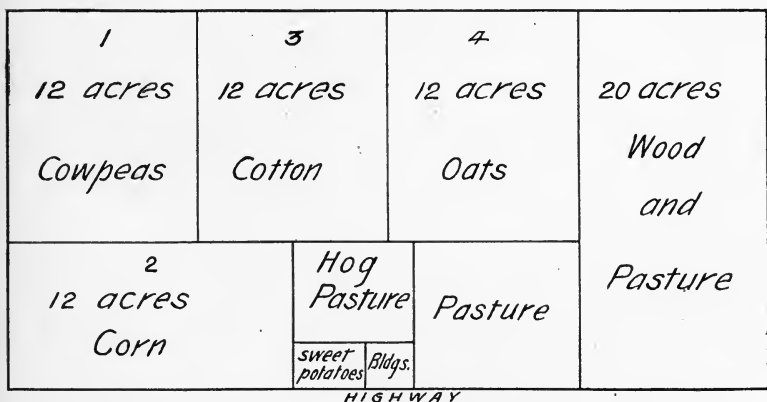 1
12 acres
Cowpeas
3
12 acres
Cotton
4
12 acres
Oats
20 acres
Wood
and
Pasture
2
12 acres
Corn
Hog
Pasture
Pasture
sweet
potatoes
Bldgs.
HIGHWAY